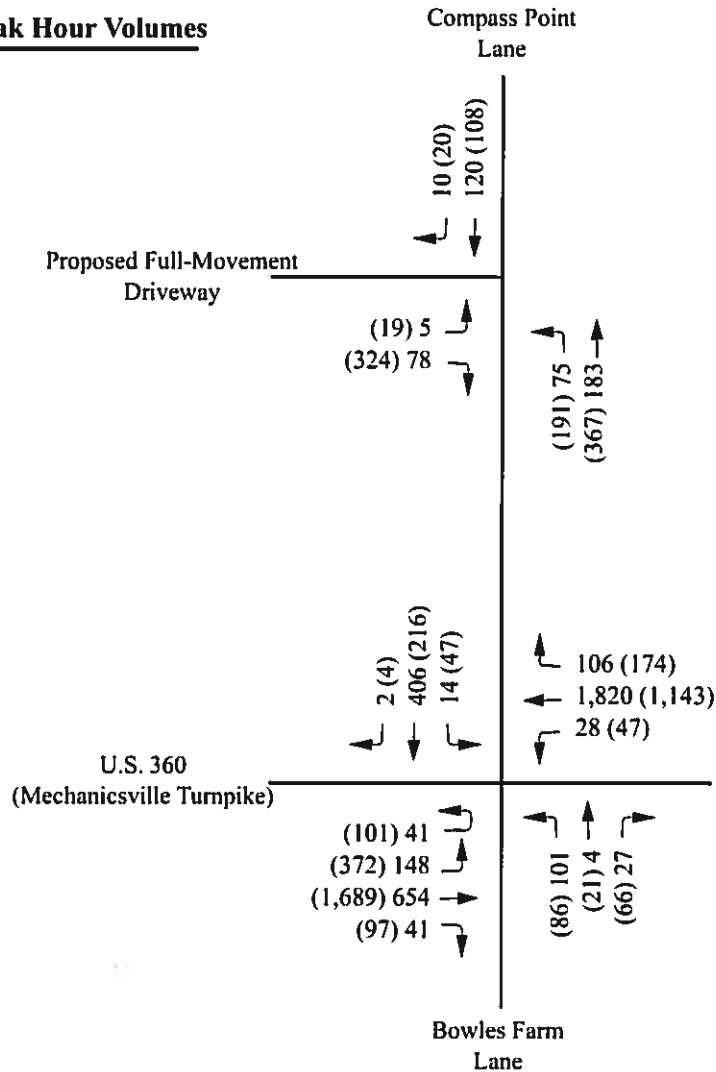 ak Hour Volumes
Compass Point
Lane
10 (20)
120 (108)
Proposed Full-Movement
Driveway
(19) 5
(324) 78
(191) 75
(367) 183
2 (4)
406 (216)
14 (47)
106 (174)
1,820 (1,143)
28 (47)
U.S. 360
(Mechanicsville Turnpike)
(101) 41
(372) 148
(1,689) 654
(97) 41
(86) 101
(21) 4
(66) 27
Bowles Farm
Lane